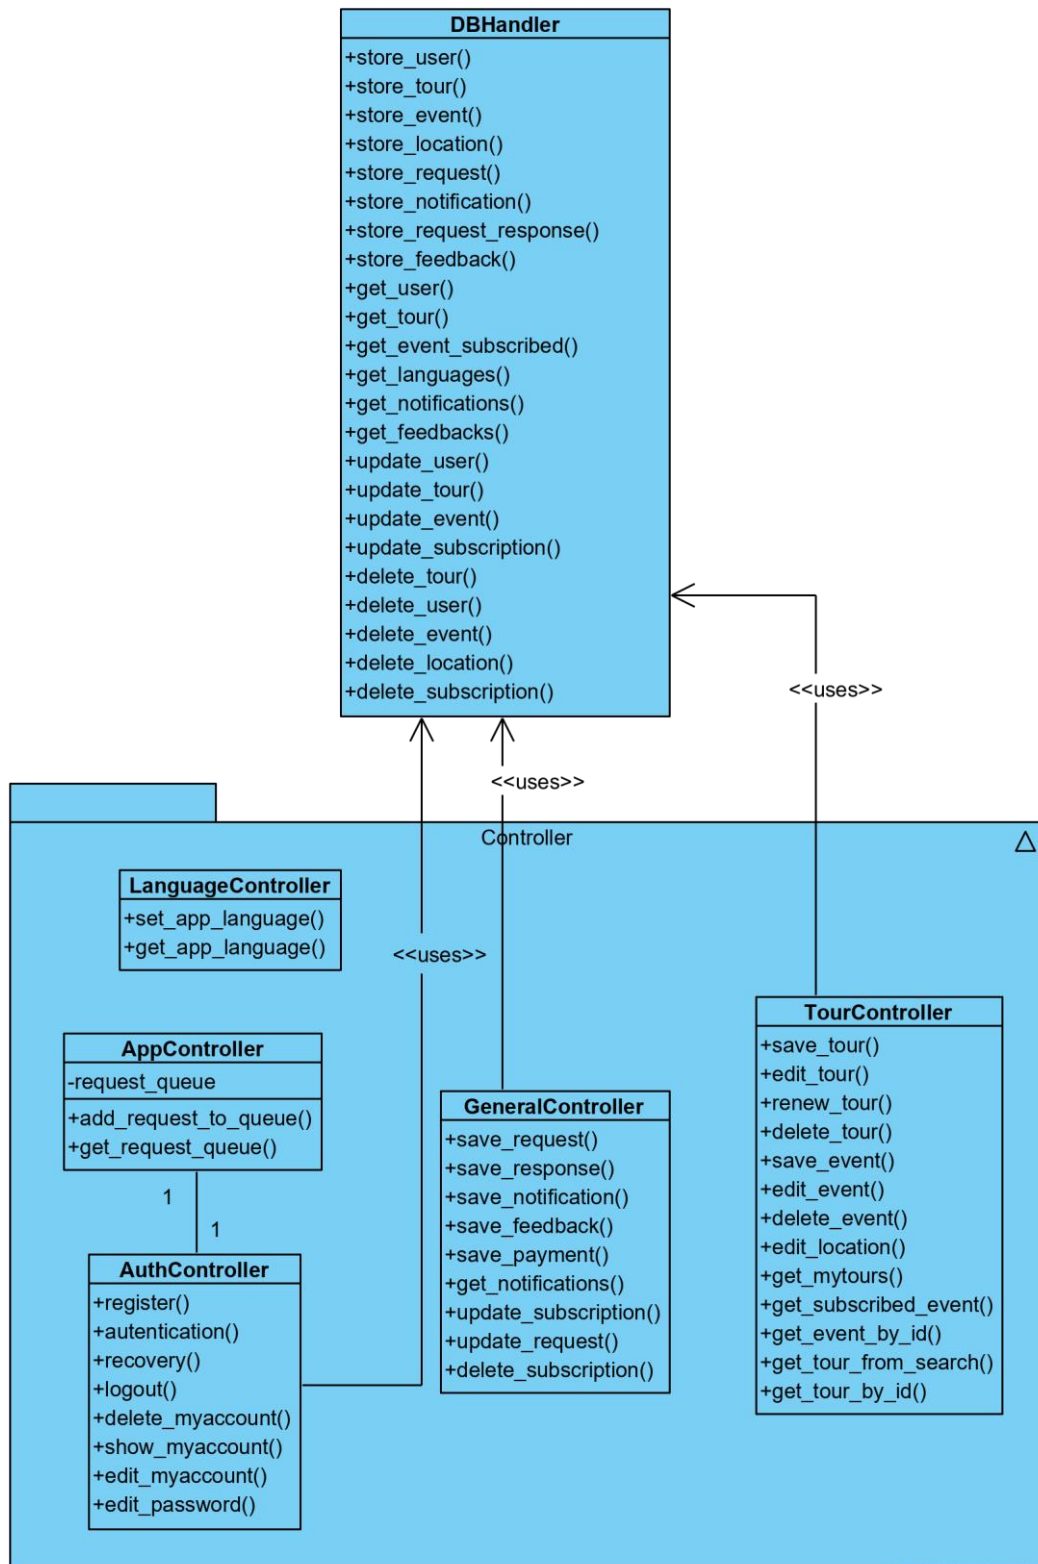 DBHandler
+store_user()
+store_tour()
+store_event()
+store_location()
+store_request()
+store_notification()
+store_request_response()
+store_feedback()
+get_user()
+get_tour()
+get_event_subscribed()
+get_languages()
+get_notifications()
+get_feedbacks()
+update_user()
+update_tour()
+update_event()
+update_subscription()
+delete_tour()
+delete_user()
+delete_event()
+delete_location()
+delete_subscription()
<<uses>>
<<uses>>
Controller
LanguageController
+set_app_language()
+get_app_language()
<<uses>>
AppController
-request_queue
+add_request_to_queue()
+get_request_queue()
1
1
AuthController
+register()
+autentication()
+recovery()
+logout()
+delete_myaccount()
+show_myaccount()
+edit_myaccount()
+edit_password()
GeneralController
+save_request()
+save_response()
+save_notification()
+save_feedback()
+save_payment()
+get_notifications()
+update_subscription()
+update_request()
+delete_subscription()
TourController
+save_tour()
+edit_tour()
+renew_tour()
+delete_tour()
+save_event()
+edit_event()
+delete_event()
+edit_location()
+get_mytours()
+get_subscribed_event()
+get_event_by_id()
+get_tour_from_search()
+get_tour_by_id()